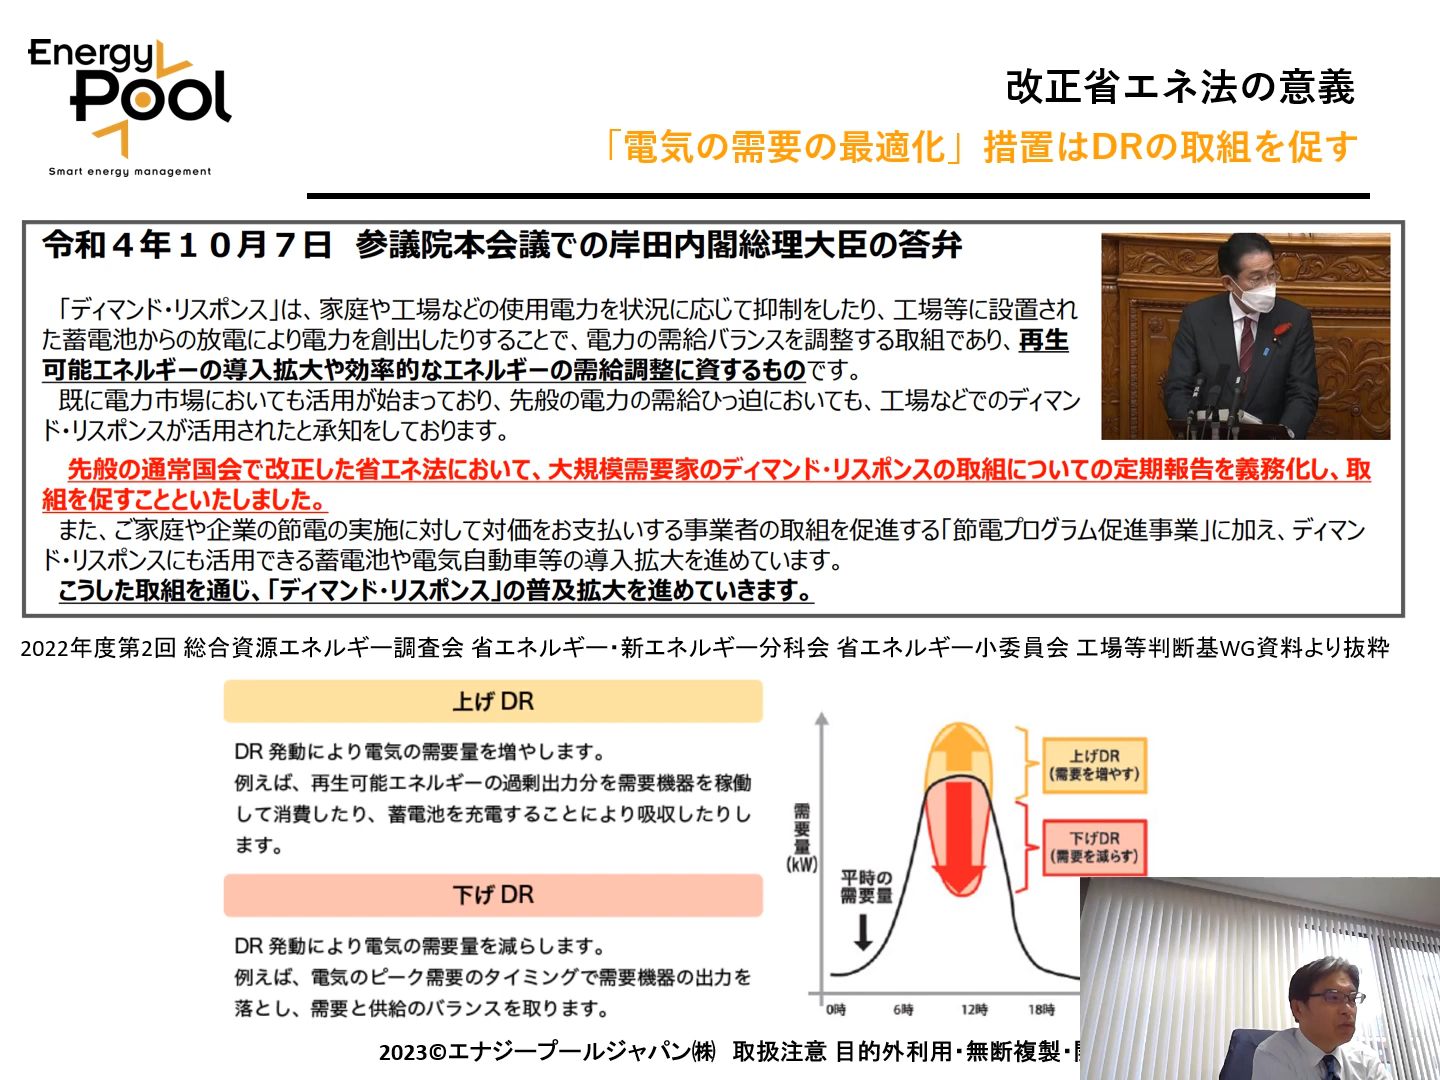 Energy
Pool
Smart energy management
改正省エネ法の意義
「電気の需要の最適化」措置はDRの取組を促す
令和４年１０月７日　参議院本会議での岸田内閣総理大臣の答弁
「ディマンド・リスポンス」は、家庭や工場などの使用電力を状況に応じて抑制をしたり、工場等に設置され
た蓄電池からの放電により電力を創出したりすることで、電力の需給バランスを調整する取組であり、再生
可能エネルギーの導入拡大や効率的なエネルギーの需給調整に資するものです。
既に電力市場においても活用が始まっており、先般の電力の需給ひっ迫においても、工場などでのディマン
ド・リスポンスが活用されたと承知をしております。
先般の通常国会で改正した省エネ法において、大規模需要家のディマンド・リスポンスの取組についての定期報告を義務化し、取
組を促すことといたしました。
また、ご家庭や企業の節電の実施に対して対価をお支払いする事業者の取組を促進する「節電プログラム促進事業」に加え、ディマン
ド・リスポンスにも活用できる蓄電池や電気自動車等の導入拡大を進めています。
こうした取組を通じ、「ディマンド・リスポンス」の普及拡大を進めていきます。
2022年度第2回 総合資源エネルギー調査会 省エネルギー・新エネルギー分科会 省エネルギー小委員会 工場等判断基WG資料より抜粋
上げ DR
DR 発動により電気の需要量を増やします。
例えば、再生可能エネルギーの過剰出力分を需要機器を稼働
して消費したり、蓄電池を充電することにより吸収したりし
ます。
下げ DR
DR 発動により電気の需要量を減らします。
例えば、電気のピーク需要のタイミングで需要機器の出力を
落とし、需要と供給のバランスを取ります。
需要量(kW)
平時の
需要量
上げDR
(需要を増やす)
下げDR
(需要を減らす)
0時 6時 12時 18時
2023©エナジープールジャパン㈱　取扱注意 目的外利用・無断複製・